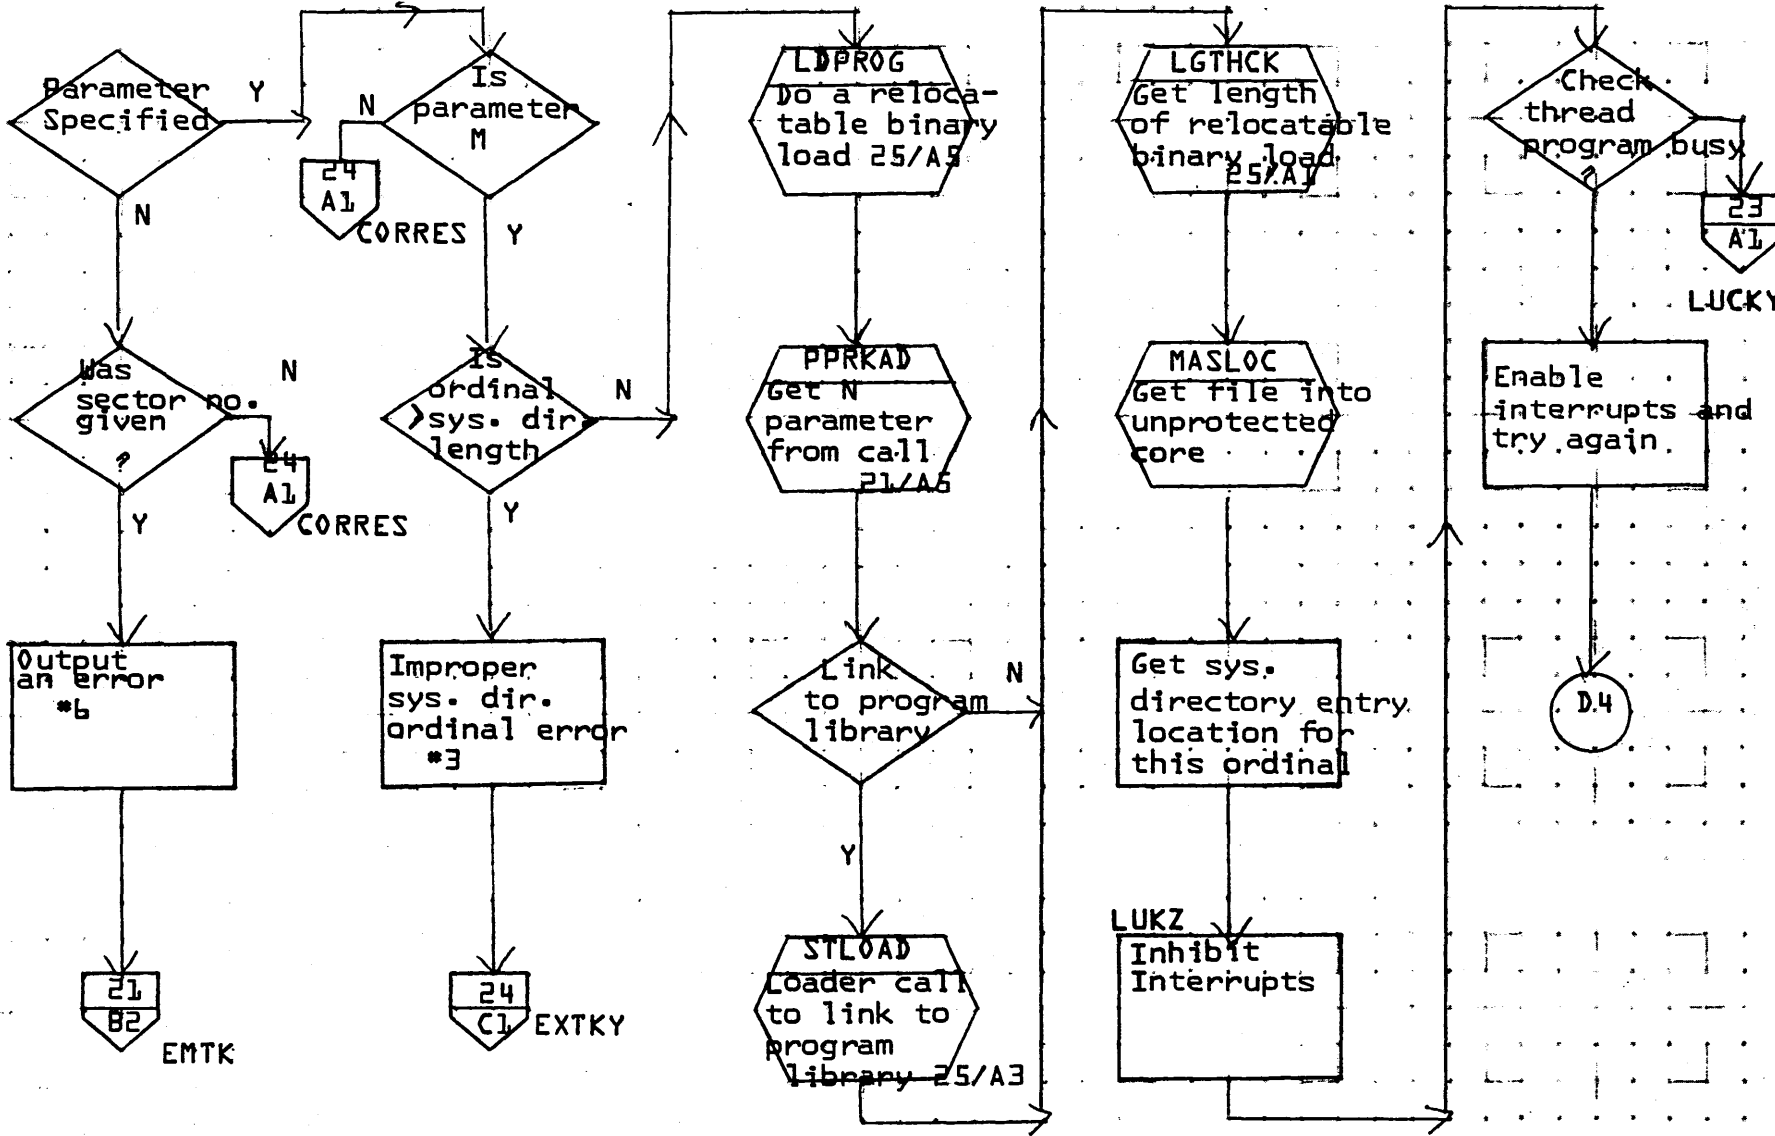 Parameter
Specified
Y
N
Was
sector no.
given
?
N
24
A1
CORRES
Y
Output
an error
*6
21
B2
EMTK
Is
parameter
M
N
24
A1
CORRES
Y
Is
ordinal
>sys. dir.
length
N
Y
Improper
sys. dir.
ordinal error
*3
24
C1
EXTKY
LDPROG
Do a reloca-
table binary
load 25/A5
PPRKAD
Get N
parameter
from call
21/A5
Link
to program
library
N
Y
STLOAD
Loader call
to link to
program
library 25/A3
LGTHCK
Get length
of relocatable
binary load
25/A1
MASLOC
Get file into
unprotected
core
Get sys.
directory entry
location for
this ordinal
LUKZ
Inhibit
Interrupts
Check
thread
program busy
?
23
A1
LUCKY
Enable
interrupts and
try again
D.4